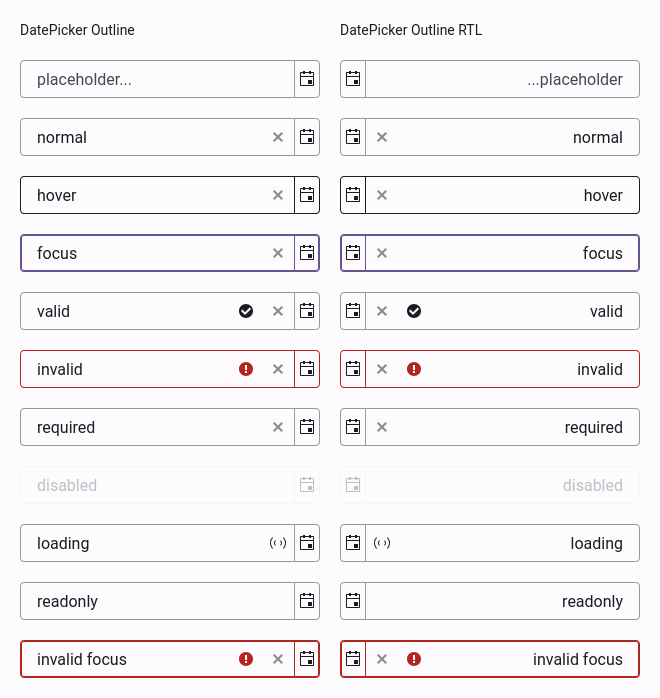 DatePicker Outline
DatePicker Outline RTL
placeholder...
...placeholder
normal
normal
hover
hover
focus
focus
valid
valid
invalid
invalid
required
required
disabled
disabled
loading
loading
readonly
readonly
invalid focus
invalid focus